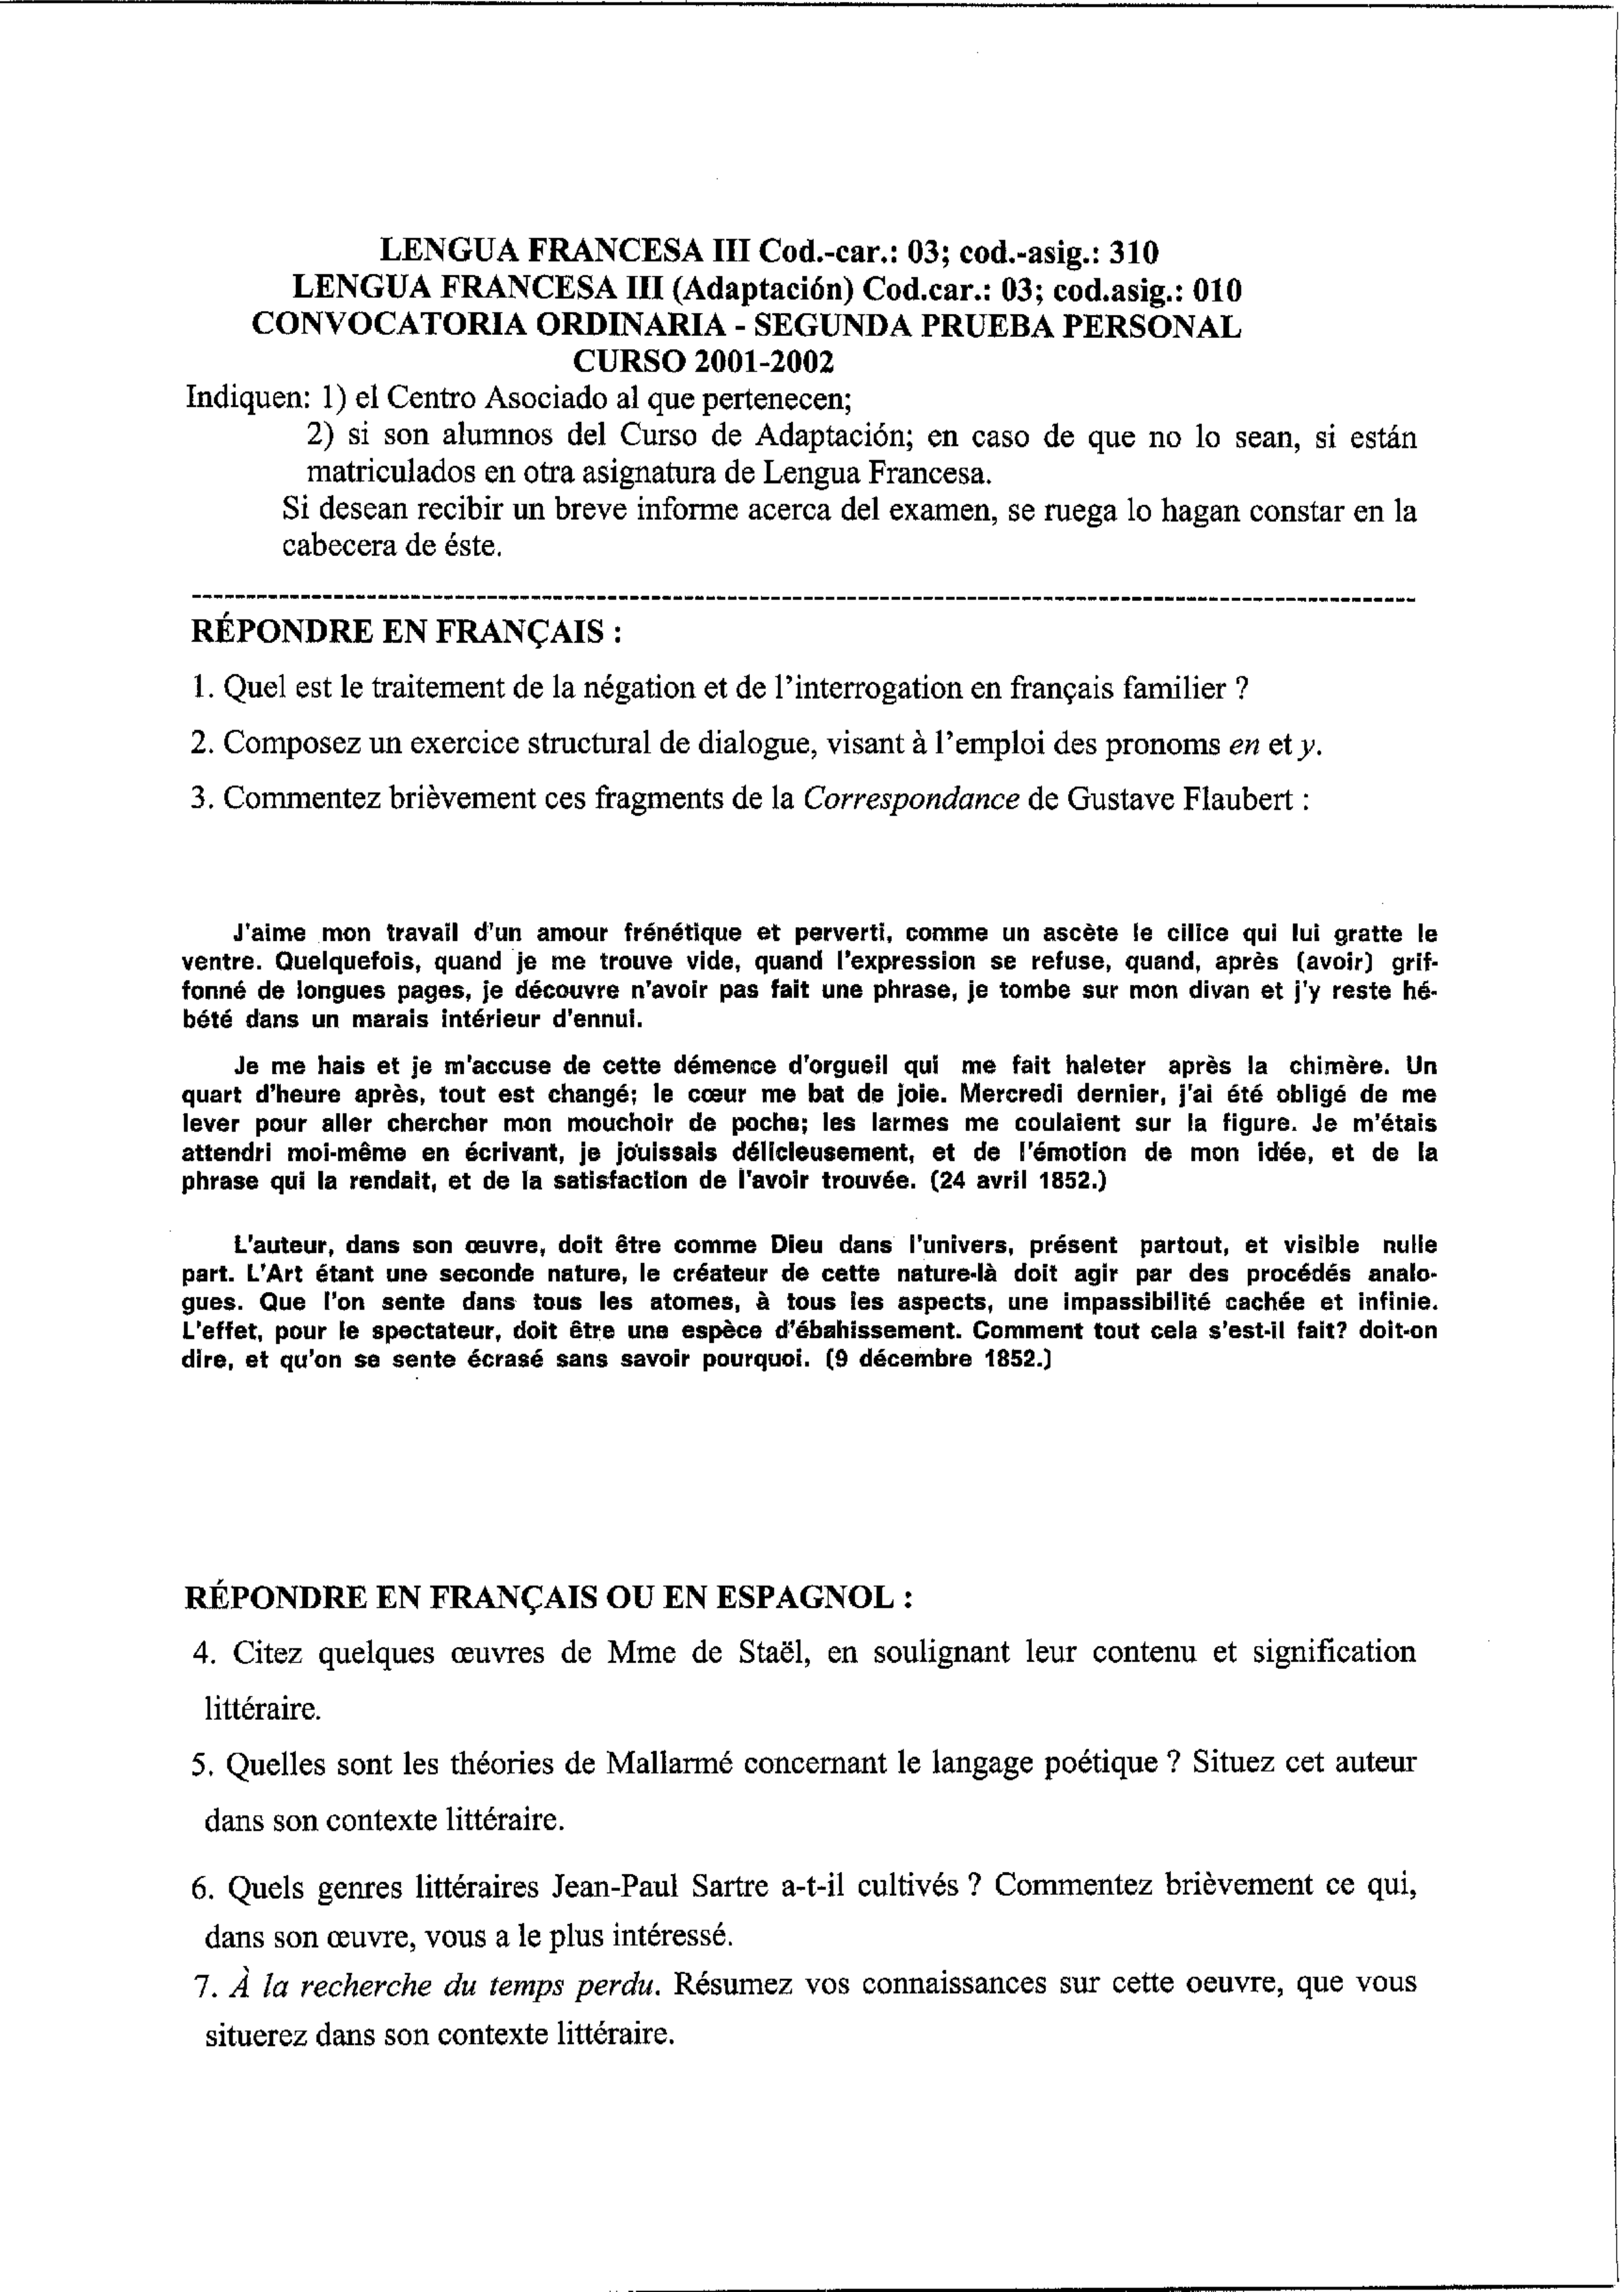 LENGUA FRANCESA III Cod.-car.: 03; cod.-asig.: 310
LENGUA FRANCESA III (Adaptación) Cod.car.: 03; cod.asig.: 010
CONVOCATORIA ORDINARIA - SEGUNDA PRUEBA PERSONAL
CURSO 2001-2002
Indiquen: 1) el Centro Asociado al que pertenecen;
2) si son alumnos del Curso de Adaptación; en caso de que no lo sean, si están
matriculados en otra asignatura de Lengua Francesa.
Si desean recibir un breve informe acerca del examen, se ruega lo hagan constar en la
cabecera de éste.
RÉPONDRE EN FRANÇAIS :
1. Quel est le traitement de la négation et de l'interrogation en français familier ?
2. Composez un exercice structural de dialogue, visant à l'emploi des pronoms en et y.
3. Commentez brièvement ces fragments de la Correspondance de Gustave Flaubert :
J'aime mon travail d'un amour frénétique et perverti, comme un ascète le cilice qui lui gratte le
ventre. Quelquefois, quand je me trouve vide, quand l'expression se refuse, quand, après (avoir) grif-
fonné de longues pages, je découvre n'avoir pas fait une phrase, je tombe sur mon divan et j'y reste hé-
bété dans un marais intérieur d'ennui.
Je me hais et je m'accuse de cette démence d'orgueil qui me fait haleter après la chimère. Un
quart d'heure après, tout est changé; le cœur me bat de joie. Mercredi dernier, j'ai été obligé de me
lever pour aller chercher mon mouchoir de poche; les larmes me coulaient sur la figure. Je m'étais
attendri moi-même en écrivant, je jouissais délicieusement, et de l'émotion de mon idée, et de la
phrase qui la rendait, et de la satisfaction de l'avoir trouvée. (24 avril 1852.)
L'auteur, dans son œuvre, doit être comme Dieu dans l'univers, présent partout, et visible nulle
part. L'Art étant une seconde nature, le créateur de cette nature-là doit agir par des procédés analo-
gues. Que l'on sente dans tous les atomes, à tous les aspects, une impassibilité cachée et infinie.
L'effet, pour le spectateur, doit être une espèce d'ébahissement. Comment tout cela s'est-il fait? doit-on
dire, et qu'on se sente écrasé sans savoir pourquoi. (9 décembre 1852.)
RÉPONDRE EN FRANÇAIS OU EN ESPAGNOL :
4. Citez quelques œuvres de Mme de Staël, en soulignant leur contenu et signification
littéraire.
5. Quelles sont les théories de Mallarmé concernant le langage poétique ? Situez cet auteur
dans son contexte littéraire.
6. Quels genres littéraires Jean-Paul Sartre a-t-il cultivés ? Commentez brièvement ce qui,
dans son œuvre, vous a le plus intéressé.
7. À la recherche du temps perdu. Résumez vos connaissances sur cette oeuvre, que vous
situerez dans son contexte littéraire.